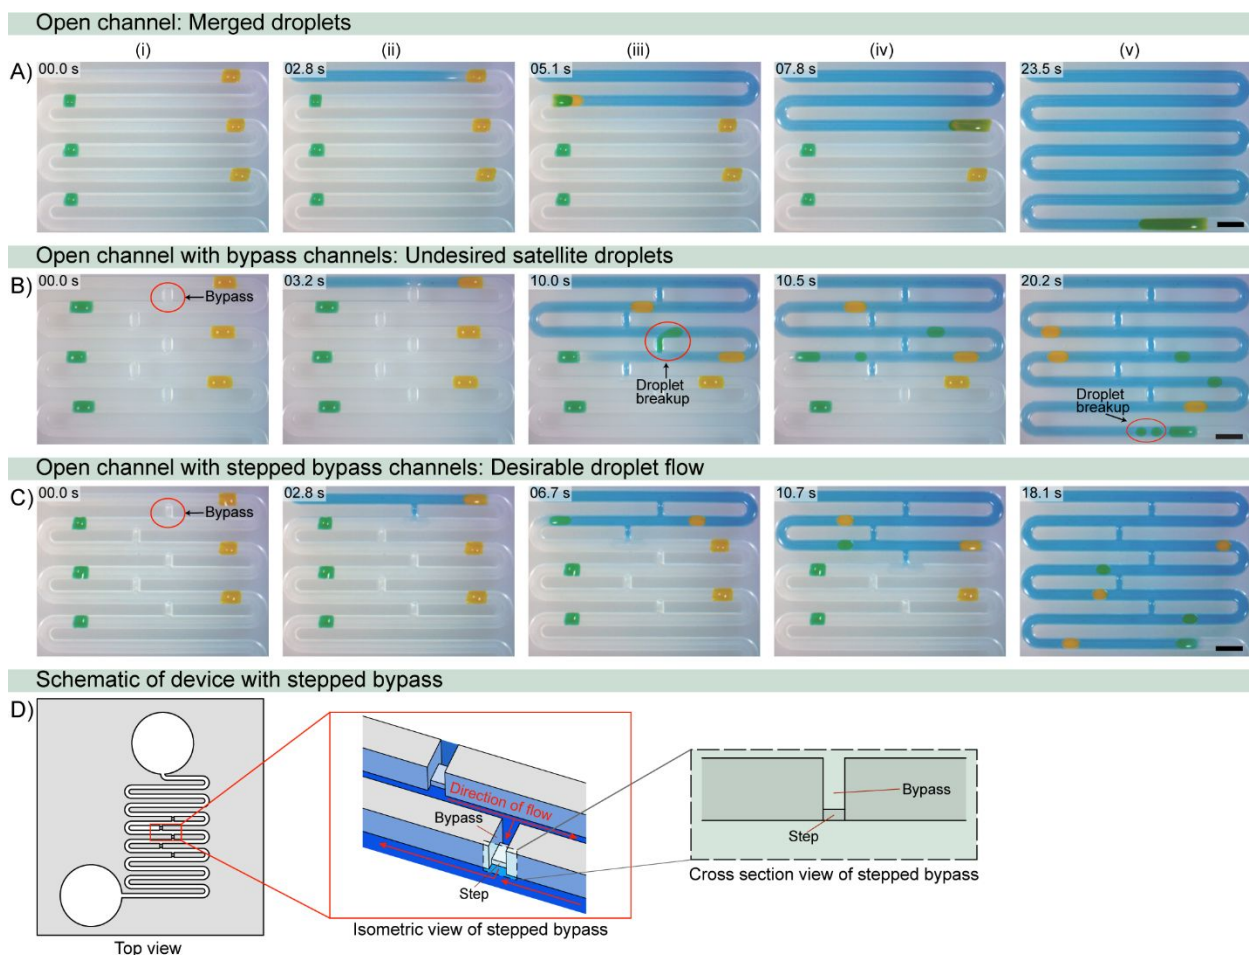 Open channel: Merged droplets
(i) (ii) (iii) (iv) (v)
A) 00.0 s 02.8 s 05.1 s 07.8 s 23.5 s
Open channel with bypass channels: Undesired satellite droplets
B) 00.0 s 03.2 s 10.0 s 10.5 s 20.2 s
Bypass
Droplet
breakup
Droplet
breakup
Open channel with stepped bypass channels: Desirable droplet flow
C) 00.0 s 02.8 s 06.7 s 10.7 s 18.1 s
Bypass
Schematic of device with stepped bypass
D)
Top view
Direction of flow
Bypass
Step
Isometric view of stepped bypass
Bypass
Step
Cross section view of stepped bypass